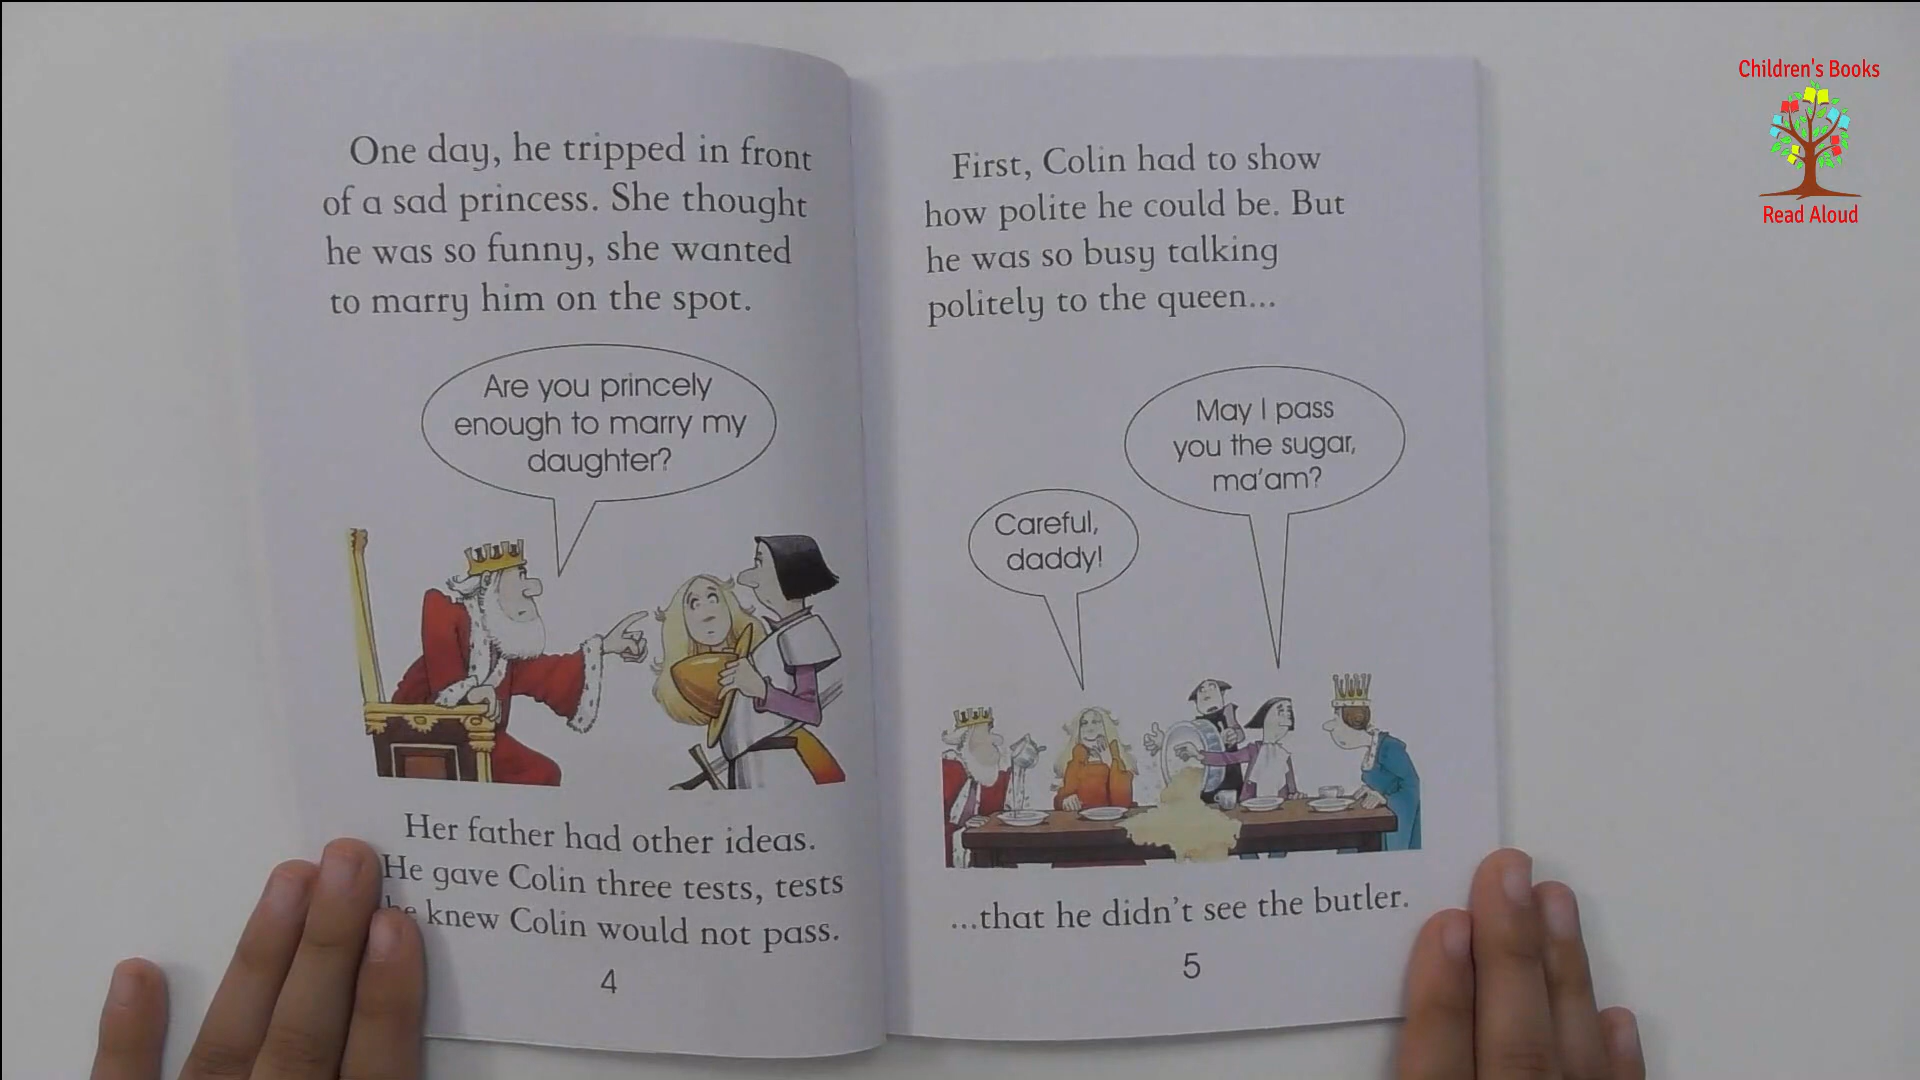 One day, he tripped in front
of a sad princess. She thought
he was so funny, she wanted
to marry him on the spot.
Are you princely
enough to marry my
daughter?
Her father had other ideas.
He gave Colin three tests, tests
he knew Colin would not pass.
4
First, Colin had to show
how polite he could be. But
he was so busy talking
politely to the queen...
Careful,
daddy!
May I pass
you the sugar,
ma'am?
...that he didn't see the butler.
5
Children's Books
Read Aloud